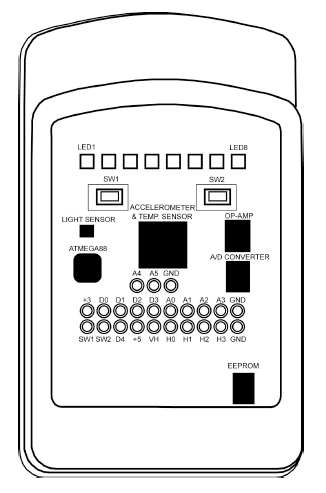 LED1 LED8
SW1 SW2
ACCELEROMETER
& TEMP. SENSOR
LIGHT SENSOR
OP-AMP
ATMEGA88
A/D CONVERTER
A4 A5 GND
+3 D0 D1 D2 D3 A0 A1 A2 A3 GND
SW1 SW2 D4 +5 VH H0 H1 H2 H3 GND
EEPROM